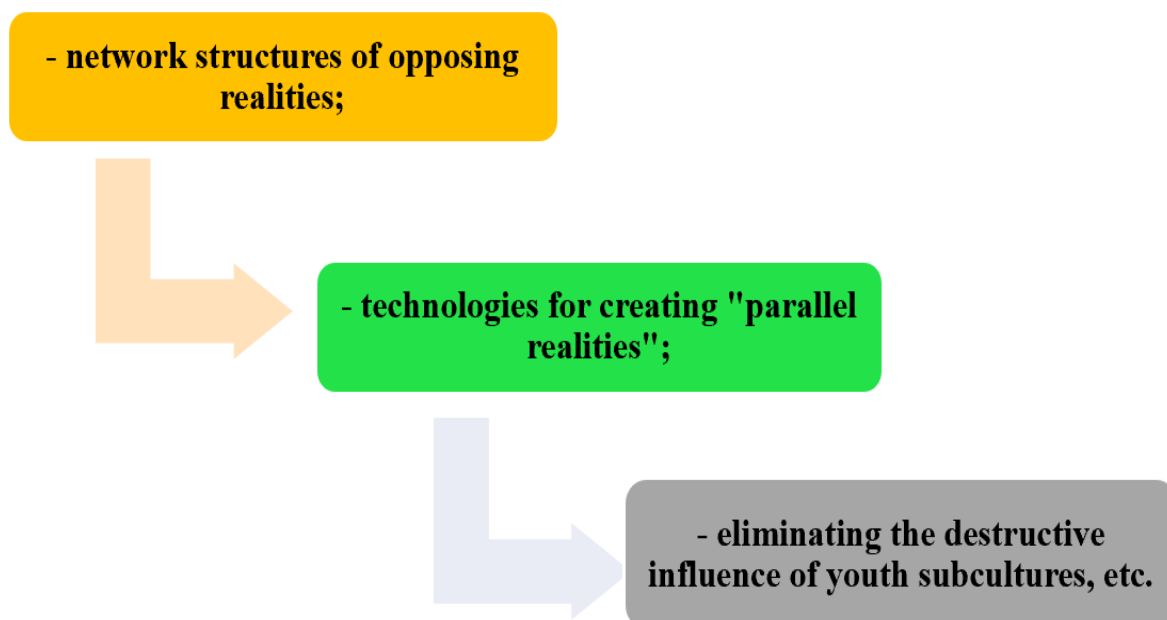 - network structures of opposing
realities;
- technologies for creating "parallel
realities";
- eliminating the destructive
influence of youth subcultures, etc.